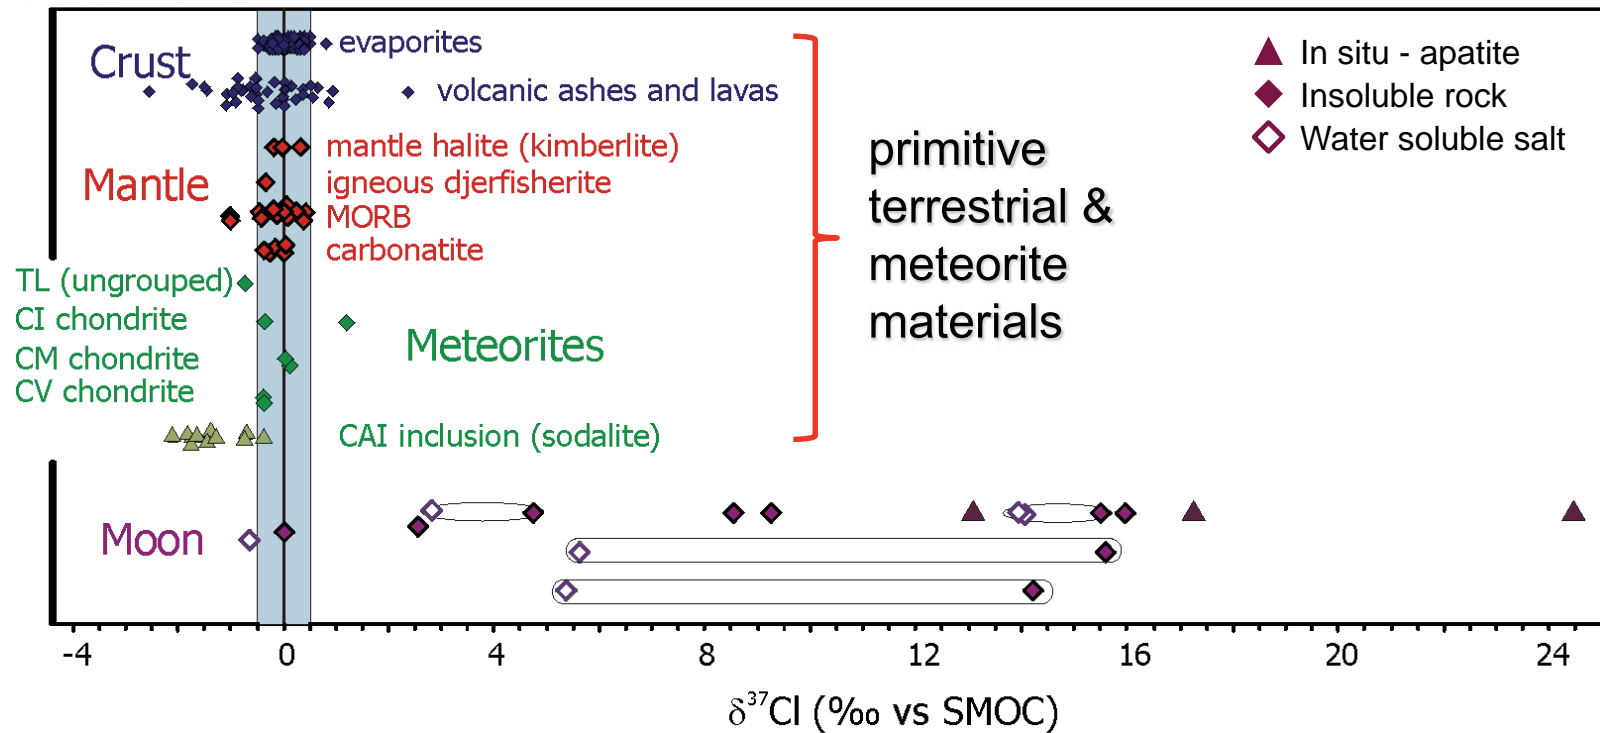 Crust
evaporites
volcanic ashes and lavas
Mantle
mantle halite (kimberlite)
igneous djerfisherite
MORB
carbonatite
TL (ungrouped)
CI chondrite
CM chondrite
CV chondrite
Meteorites
CAI inclusion (sodalite)
primitive
terrestrial &
meteorite
materials
In situ - apatite
Insoluble rock
Water soluble salt
Moon
-4 0 4 8 12 16 20 24
δ³⁷Cl (‰ vs SMOC)